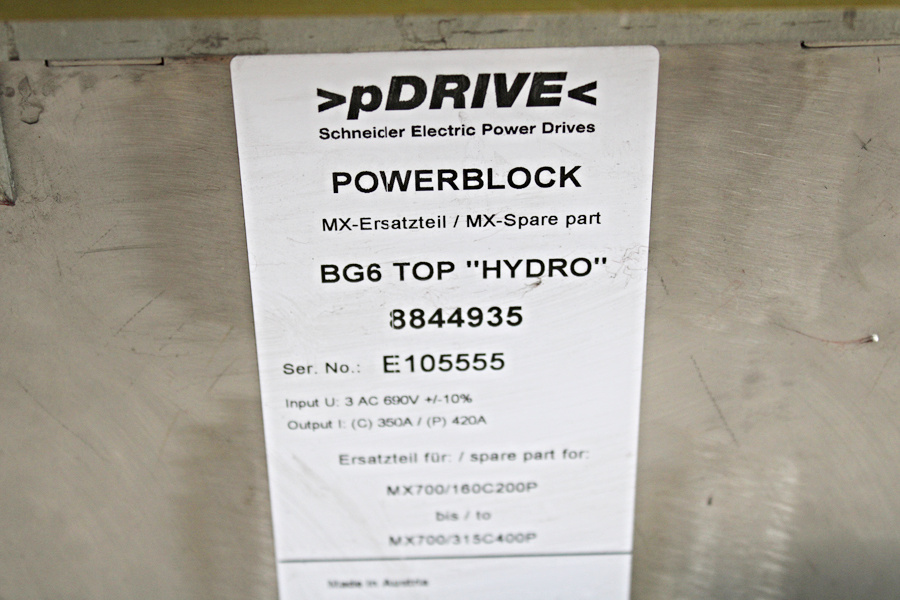 >pDRIVE<
Schneider Electric Power Drives
POWERBLOCK
MX-Ersatzteil / MX-Spare part
BG6 TOP "HYDRO"
8844935
Ser. No.: E105555
Input U: 3 AC 690V +/-10%
Output I: (C) 350A / (P) 420A
Ersatzteil für: / spare part for:
MX700/160C200P
bis / to
MX700/315C400P
Made in Austria